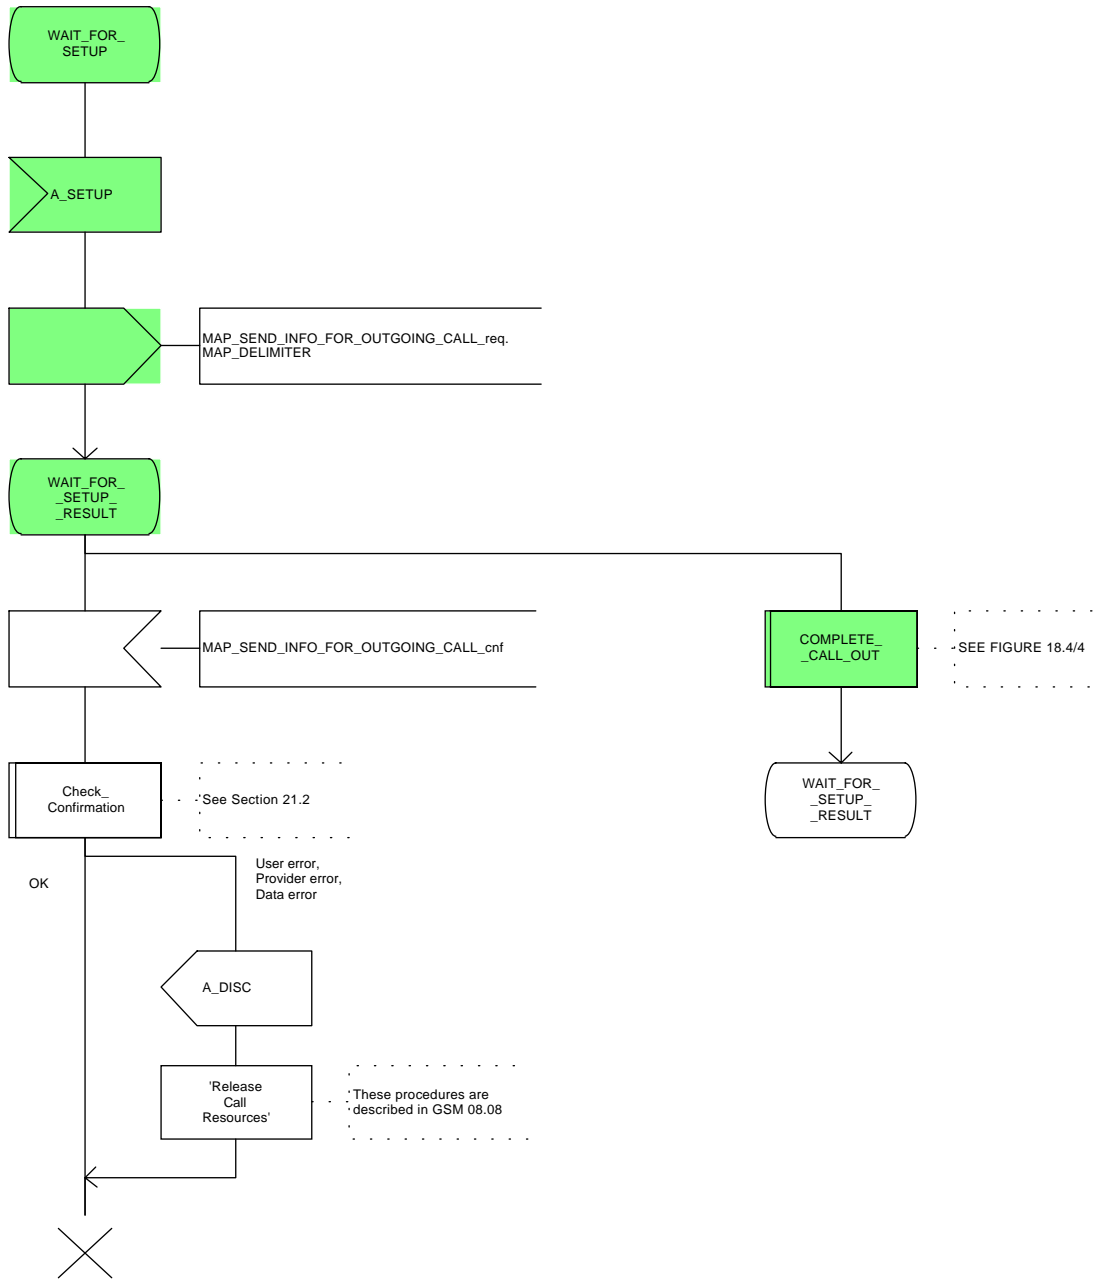 WAIT_FOR_
SETUP
A_SETUP
MAP_SEND_INFO_FOR_OUTGOING_CALL_req.
MAP_DELIMITER
WAIT_FOR_
_SETUP_
_RESULT
MAP_SEND_INFO_FOR_OUTGOING_CALL_cnf
COMPLETE_
_CALL_OUT
SEE FIGURE 18.4/4
Check_
Confirmation
See Section 21.2
WAIT_FOR_
_SETUP_
_RESULT
OK
User error,
Provider error,
Data error
A_DISC
'Release
Call
Resources'
These procedures are
described in GSM 08.08